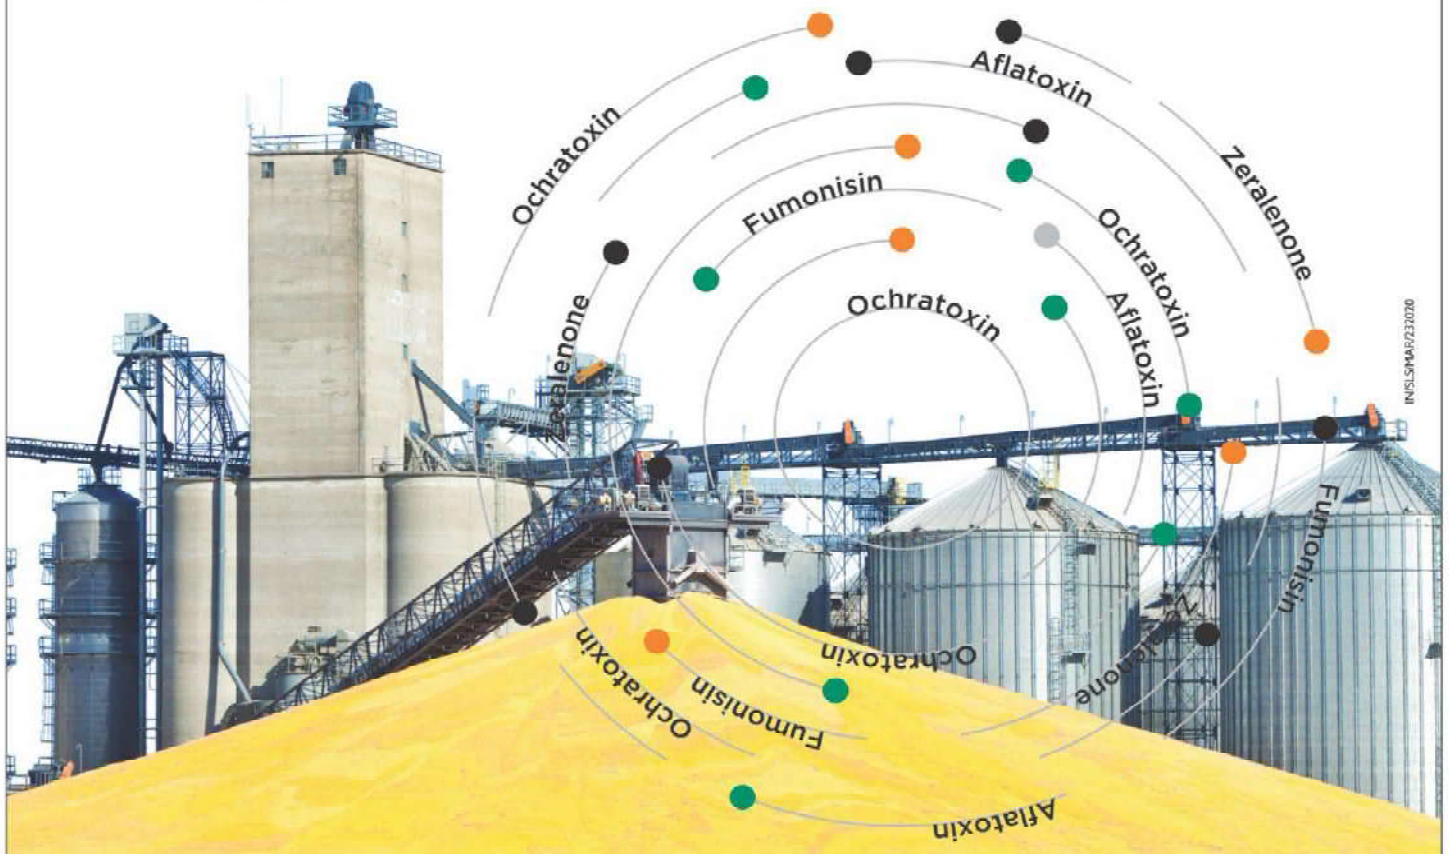 Aflatoxin
Ochratoxin
Zeralenone
Fumonisin
Ochratoxin
Ochratoxin
Aflatoxin
Zeralenone
IN/SLS/MAR/232020
Fumonisin
Ochratoxin
Ochratoxin
Fumonisin
Aflatoxin